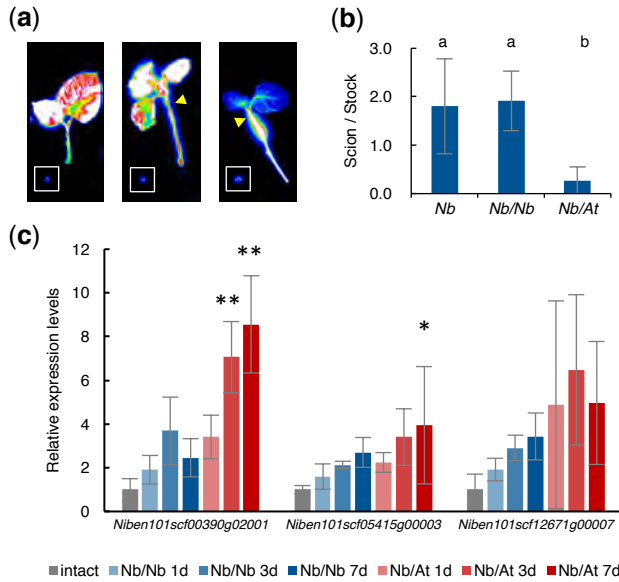 (a)
(b)
a a b
3.0
2.0
1.0
0.0
Scion / Stock
Nb Nb/Nb Nb/At
(c)
12
10
8
6
4
2
0
Relative expression levels
** ** *
Niben101scf00390g02001 Niben101scf05415g00003 Niben101scf12671g00007
intact Nb/Nb 1d Nb/Nb 3d Nb/Nb 7d Nb/At 1d Nb/At 3d Nb/At 7d